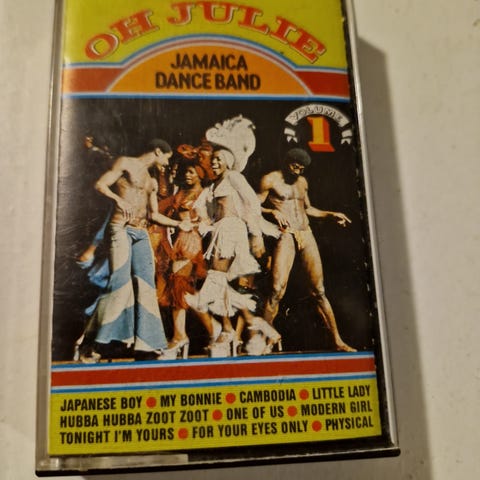 OH JULIE
JAMAICA
DANCE BAND
VOLUME
1
JAPANESE BOY ● MY BONNIE ● CAMBODIA ● LITTLE LADY
HUBBA HUBBA ZOOT ZOOT ● ONE OF US ● MODERN GIRL
TONIGHT I'M YOURS ● FOR YOUR EYES ONLY ● PHYSICAL